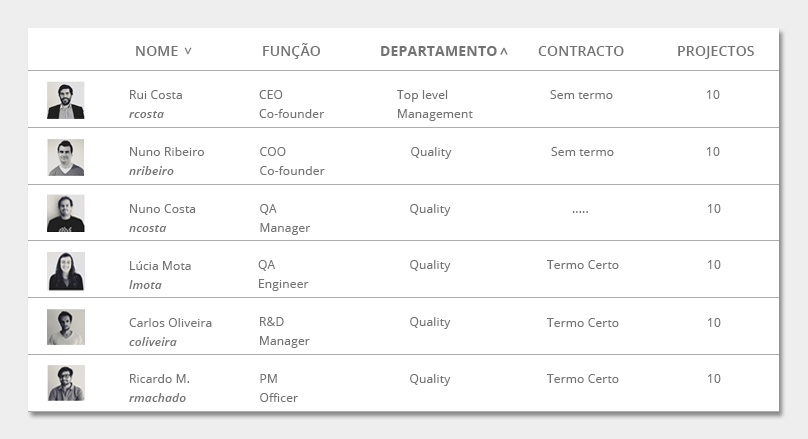 NOME ˅ FUNÇÃO DEPARTAMENTO ˄ CONTRACTO PROJECTOS
Rui Costa CEO Top level Sem termo 10
rcosta Co-founder Management
Nuno Ribeiro COO Quality Sem termo 10
nribeiro Co-founder
Nuno Costa QA Quality ..... 10
ncosta Manager
Lúcia Mota QA Quality Termo Certo 10
lmota Engineer
Carlos Oliveira R&D Quality Termo Certo 10
coliveira Manager
Ricardo M. PM Quality Termo Certo 10
rmachado Officer